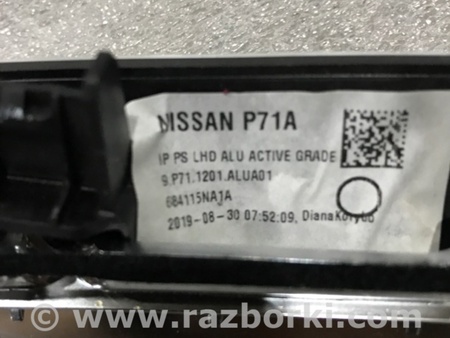 NISSAN P71A
IP PS LHD ALU ACTIVE GRADE
9.P71.1201.ALUA01
684115NA1A
2019-08-30 07:52:09,
www.razborki.com